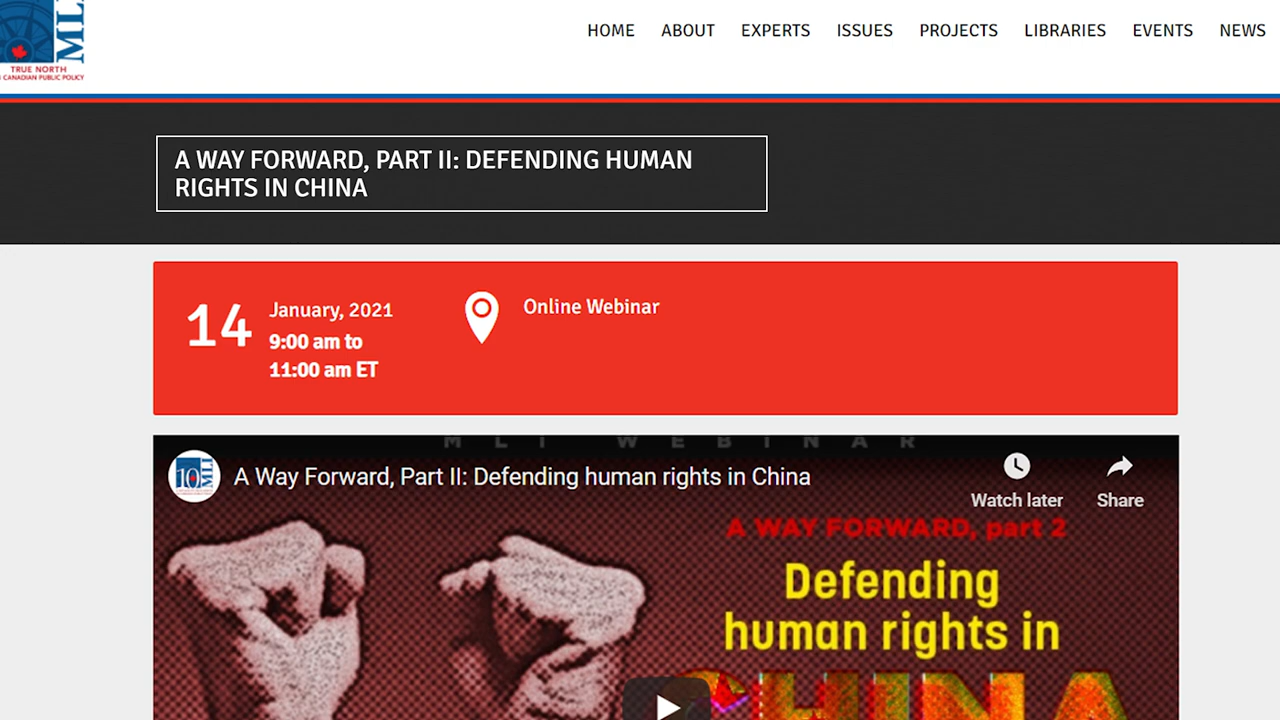 MLI
TRUE NORTH
CANADIAN PUBLIC POLICY
HOME ABOUT EXPERTS ISSUES PROJECTS LIBRARIES EVENTS NEWS
A WAY FORWARD, PART II: DEFENDING HUMAN
RIGHTS IN CHINA
14
January, 2021
9:00 am to
11:00 am ET
Online Webinar
MLI WEBINAR
10 MLI
A Way Forward, Part II: Defending human rights in China
Watch later
Share
A WAY FORWARD, part 2
Defending
human rights in
CHINA